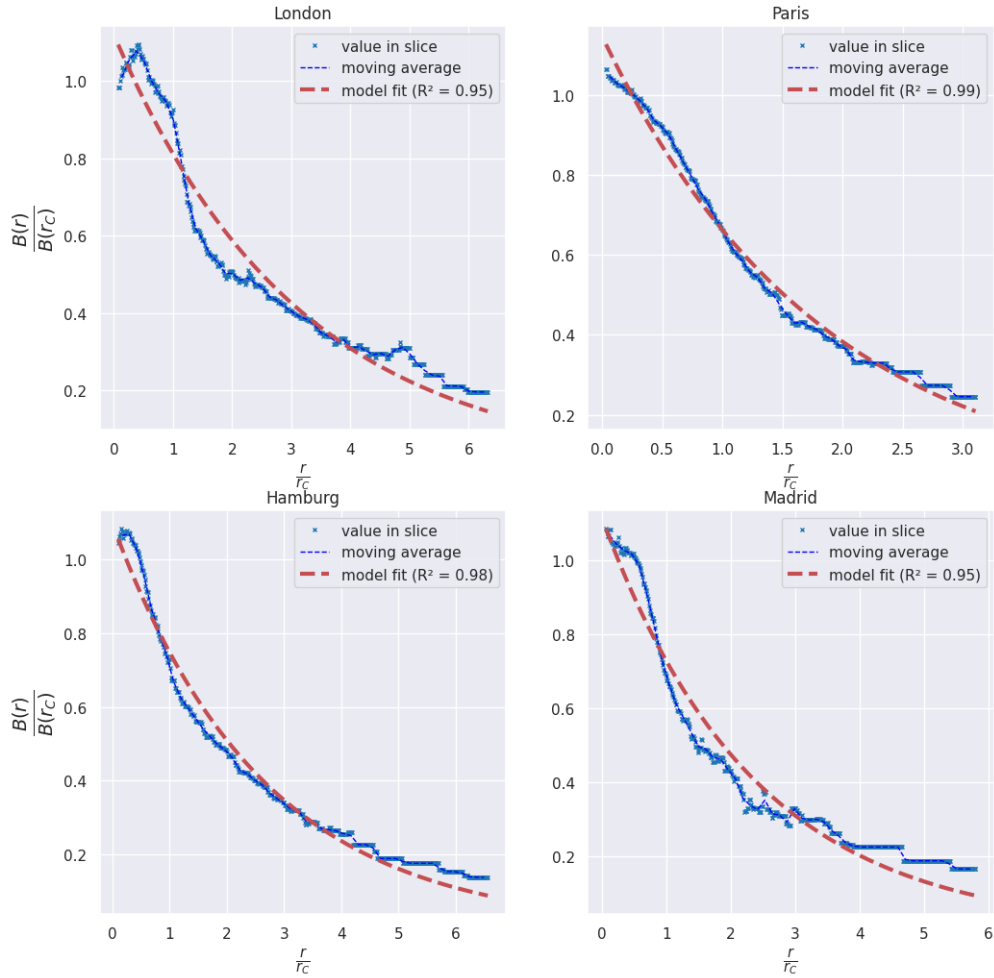 London
value in slice
moving average
model fit (R² = 0.95)
B(r)
B(r_C)
1.0
0.8
0.6
0.4
0.2
0 1 2 3 4 5 6
r
r_C
Paris
value in slice
moving average
model fit (R² = 0.99)
1.0
0.8
0.6
0.4
0.2
0.0 0.5 1.0 1.5 2.0 2.5 3.0
r
r_C
Hamburg
value in slice
moving average
model fit (R² = 0.98)
B(r)
B(r_C)
1.0
0.8
0.6
0.4
0.2
0 1 2 3 4 5 6
r
r_C
Madrid
value in slice
moving average
model fit (R² = 0.95)
1.0
0.8
0.6
0.4
0.2
0 1 2 3 4 5 6
r
r_C